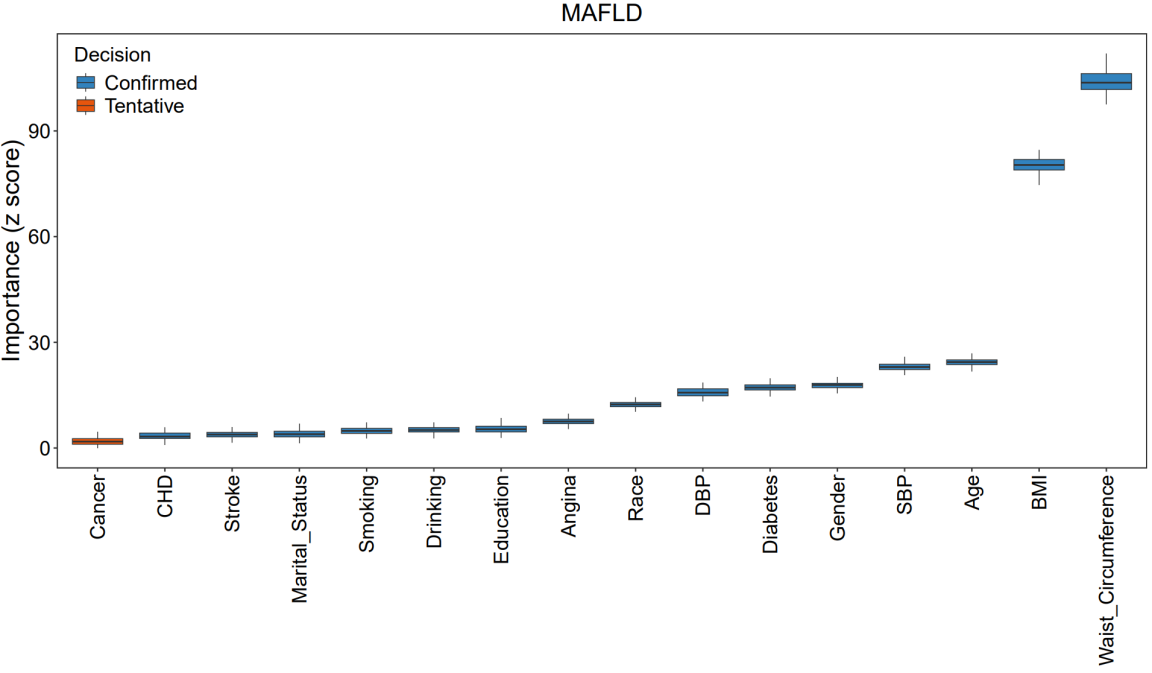 MAFLD
Decision
Confirmed
Tentative
Importance (z score)
90
60
30
0
Cancer
CHD
Stroke
Marital_Status
Smoking
Drinking
Education
Angina
Race
DBP
Diabetes
Gender
SBP
Age
BMI
Waist_Circumference